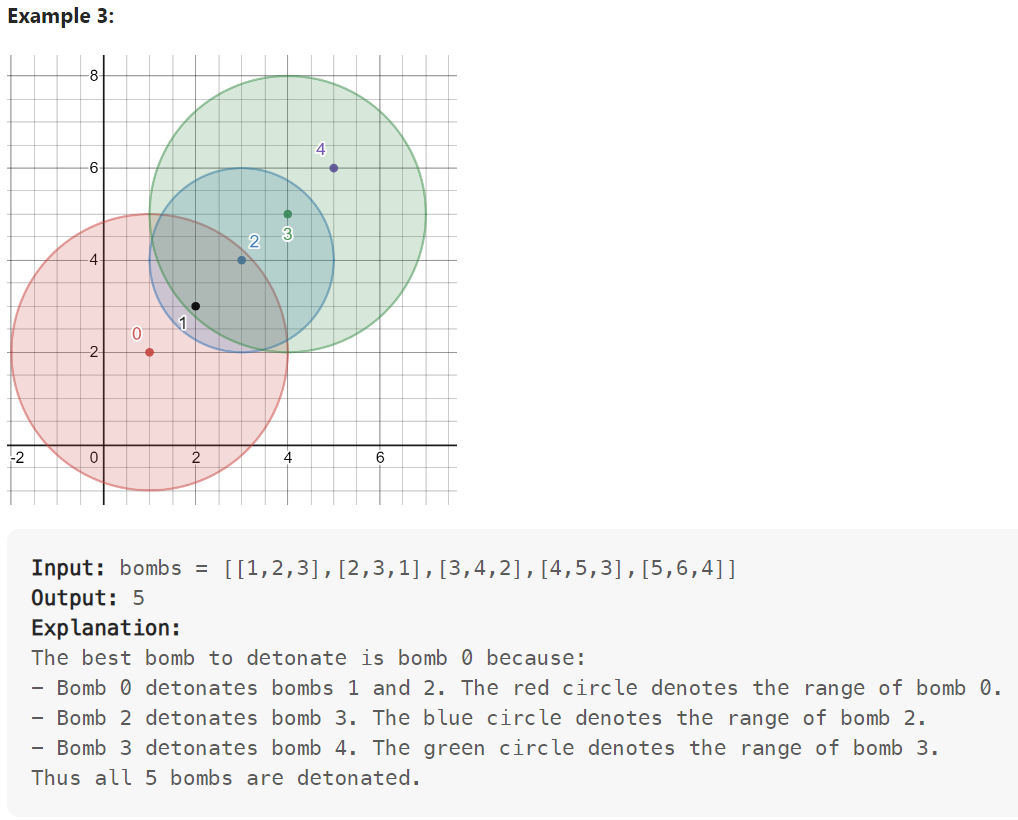 Example 3:
8
4
6
3
2
4
1
0
2
-2
0
2
4
6
Input: bombs = [[1,2,3],[2,3,1],[3,4,2],[4,5,3],[5,6,4]]
Output: 5
Explanation:
The best bomb to detonate is bomb 0 because:
- Bomb 0 detonates bombs 1 and 2. The red circle denotes the range of bomb 0.
- Bomb 2 detonates bomb 3. The blue circle denotes the range of bomb 2.
- Bomb 3 detonates bomb 4. The green circle denotes the range of bomb 3.
Thus all 5 bombs are detonated.